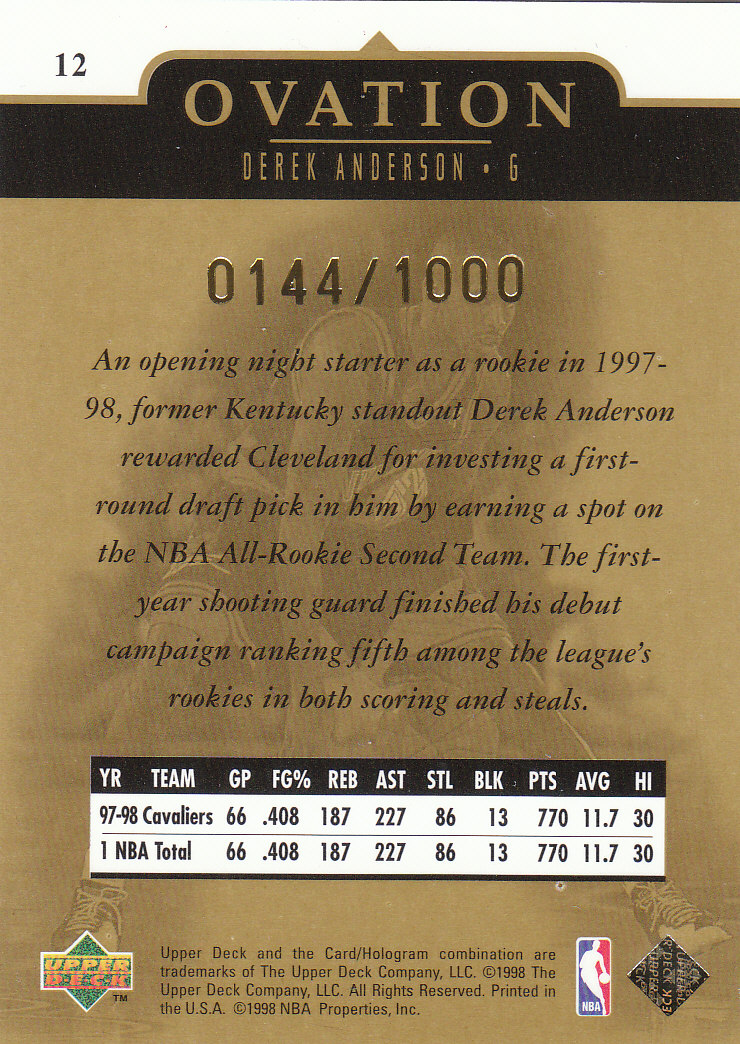 12
OVATION
DEREK ANDERSON • G
0144/1000
An opening night starter as a rookie in 1997-
98, former Kentucky standout Derek Anderson
rewarded Cleveland for investing a first-
round draft pick in him by earning a spot on
the NBA All-Rookie Second Team. The first-
year shooting guard finished his debut
campaign ranking fifth among the league's
rookies in both scoring and steals.
YR TEAM GP FG% REB AST STL BLK PTS AVG HI
97-98 Cavaliers 66 .408 187 227 86 13 770 11.7 30
1 NBA Total 66 .408 187 227 86 13 770 11.7 30
UPPER
DECK
™
Upper Deck and the Card/Hologram combination are
trademarks of The Upper Deck Company, LLC. ©1998 The
Upper Deck Company, LLC. All Rights Reserved. Printed in
the U.S.A. ©1998 NBA Properties, Inc.
NBA